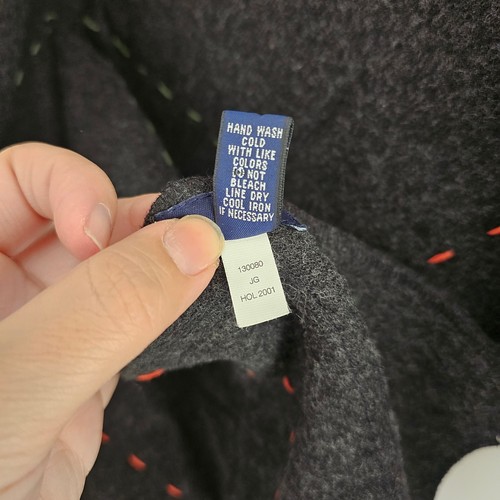 HAND WASH
COLD
WITH LIKE
COLORS
DO NOT
BLEACH
LINE DRY
COOL IRON
IF NECESSARY
130080
JG
HOL.2001